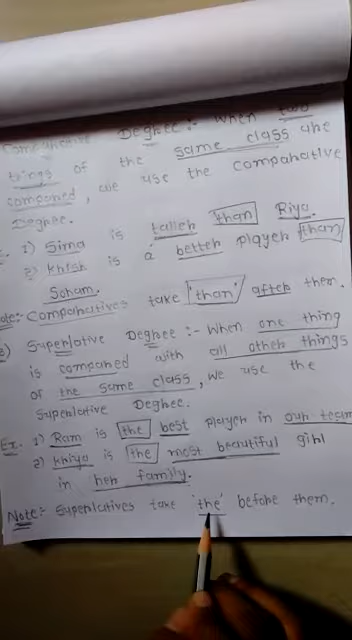 Comparative Degree:- When two
things of the same class are
compared, we use the comparative
Degree.
1) Sima is taller than Riya
2) Khish is a better player than
Soham.
Note:- Comparatives take 'than' after them.
3) Superlative Degree :- When one thing
is compared with all other things
of the same class, we use the
superlative Degree.
Ex. 1) Ram is the best player in our team
2) Khiya is the most beautiful girl
in her family.
Note:- Superlatives take 'the' before them.